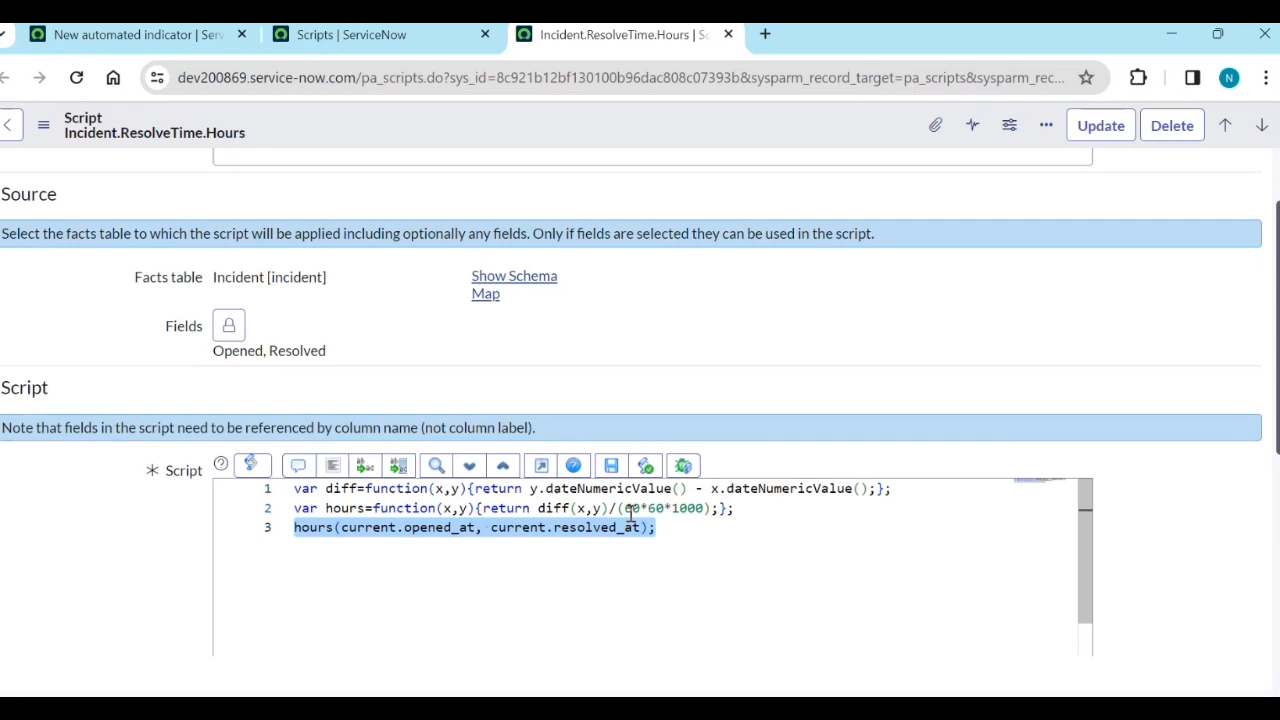 New automated indicator | Serv
Scripts | ServiceNow
Incident.ResolveTime.Hours | Sc
dev200869.service-now.com/pa_scripts.do?sys_id=8c921b12bf130100b96dac808c07393b&sysparm_record_target=pa_scripts&sysparm_rec...
N
Script
Incident.ResolveTime.Hours
Update
Delete
Source
Select the facts table to which the script will be applied including optionally any fields. Only if fields are selected they can be used in the script.
Facts table Incident [incident]
Show Schema
Map
Fields
Opened, Resolved
Script
Note that fields in the script need to be referenced by column name (not column label).
Script
1 var diff=function(x,y){return y.dateNumericValue() - x.dateNumericValue();};
2 var hours=function(x,y){return diff(x,y)/(60*60*1000);};
3 hours(current.opened_at, current.resolved_at);